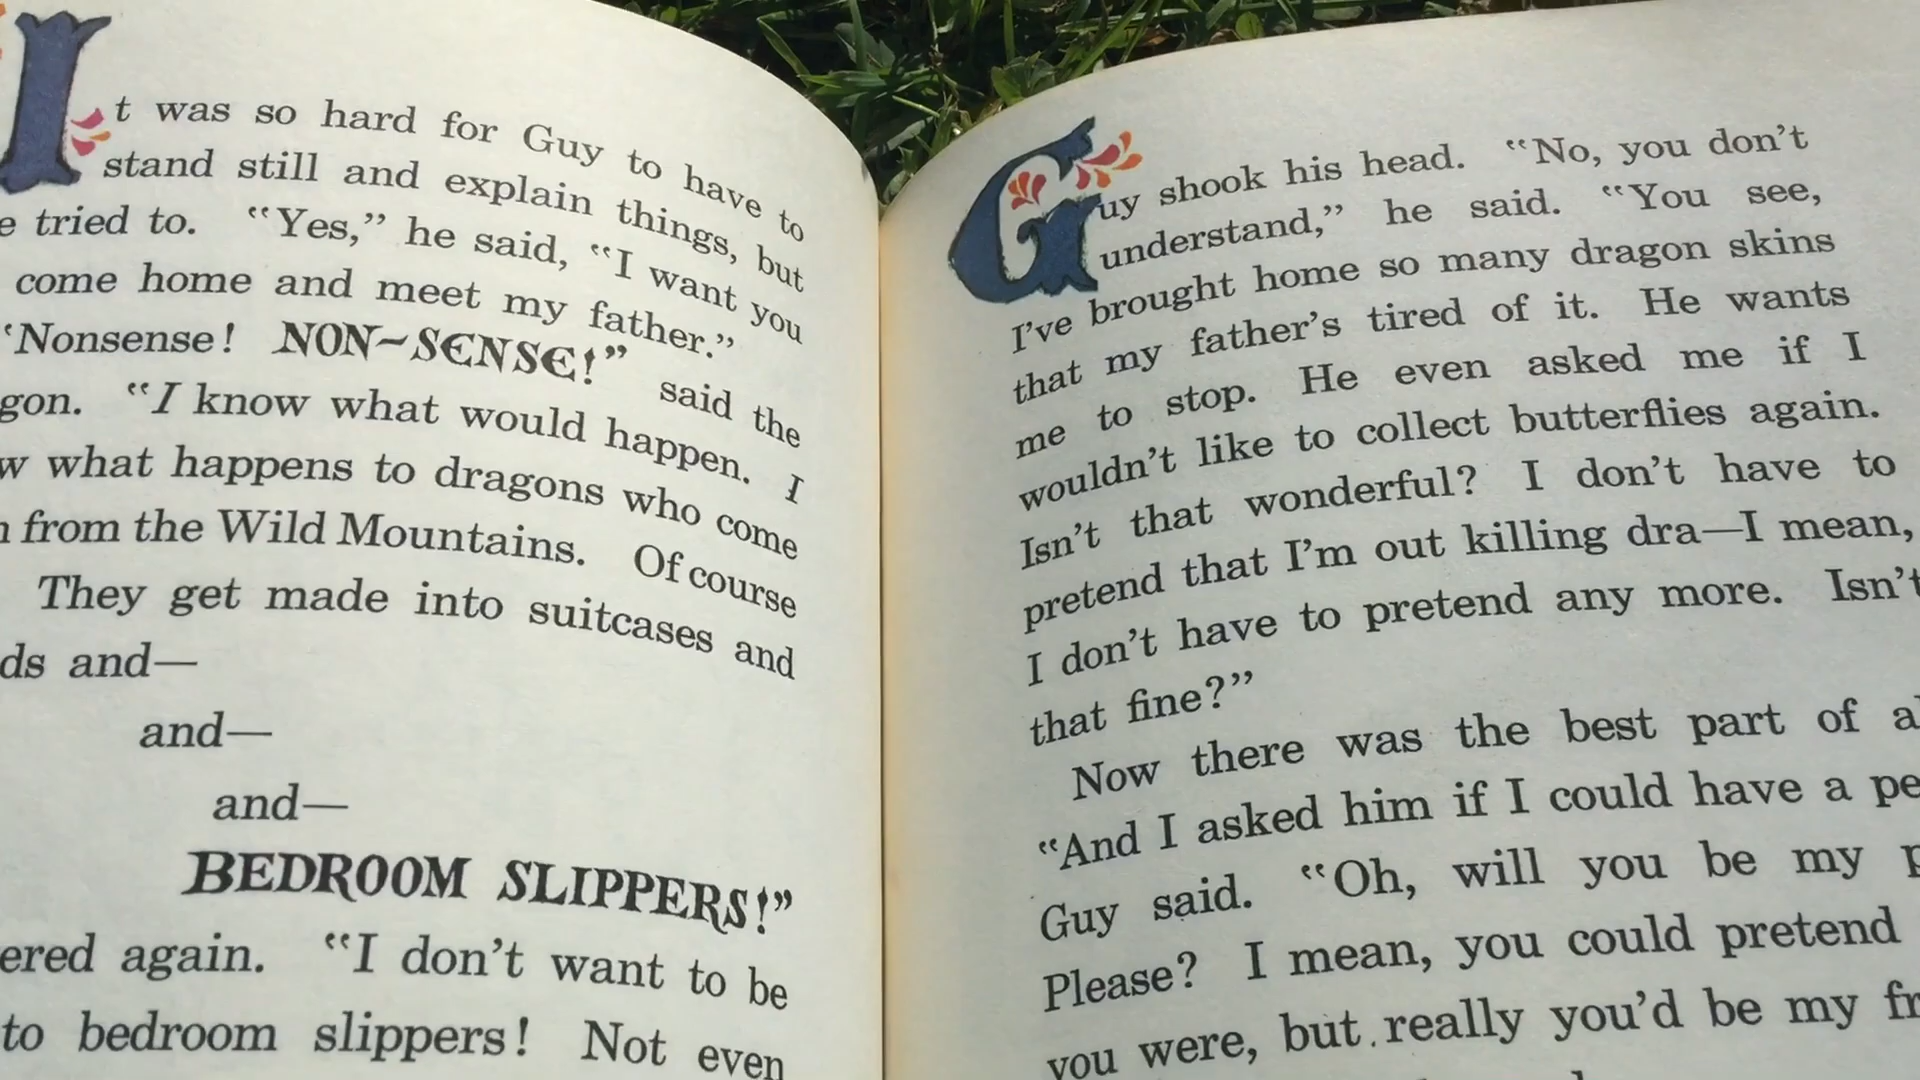 It was so hard for Guy to have to
stand still and explain things, but
tried to. “Yes,” he said, “I want you
come home and meet my father.”
“Nonsense! NON-SENSE!” said the
“I know what would happen. I
what happens to dragons who come
from the Wild Mountains. Of course
They get made into suitcases and
and—
and—
and—
BEDROOM SLIPPERS!”
again. “I don’t want to be
to bedroom slippers! Not even
Guy shook his head. “No, you don’t
understand,” he said. “You see,
I’ve brought home so many dragon skins
that my father’s tired of it. He wants
me to stop. He even asked me if I
wouldn’t like to collect butterflies again.
Isn’t that wonderful? I don’t have to
pretend that I’m out killing dra—I mean,
I don’t have to pretend any more. Isn’t
that fine?”
Now there was the best part of
“And I asked him if I could have a
Guy said. “Oh, will you be my
Please? I mean, you could pretend
you were, but really you’d be my